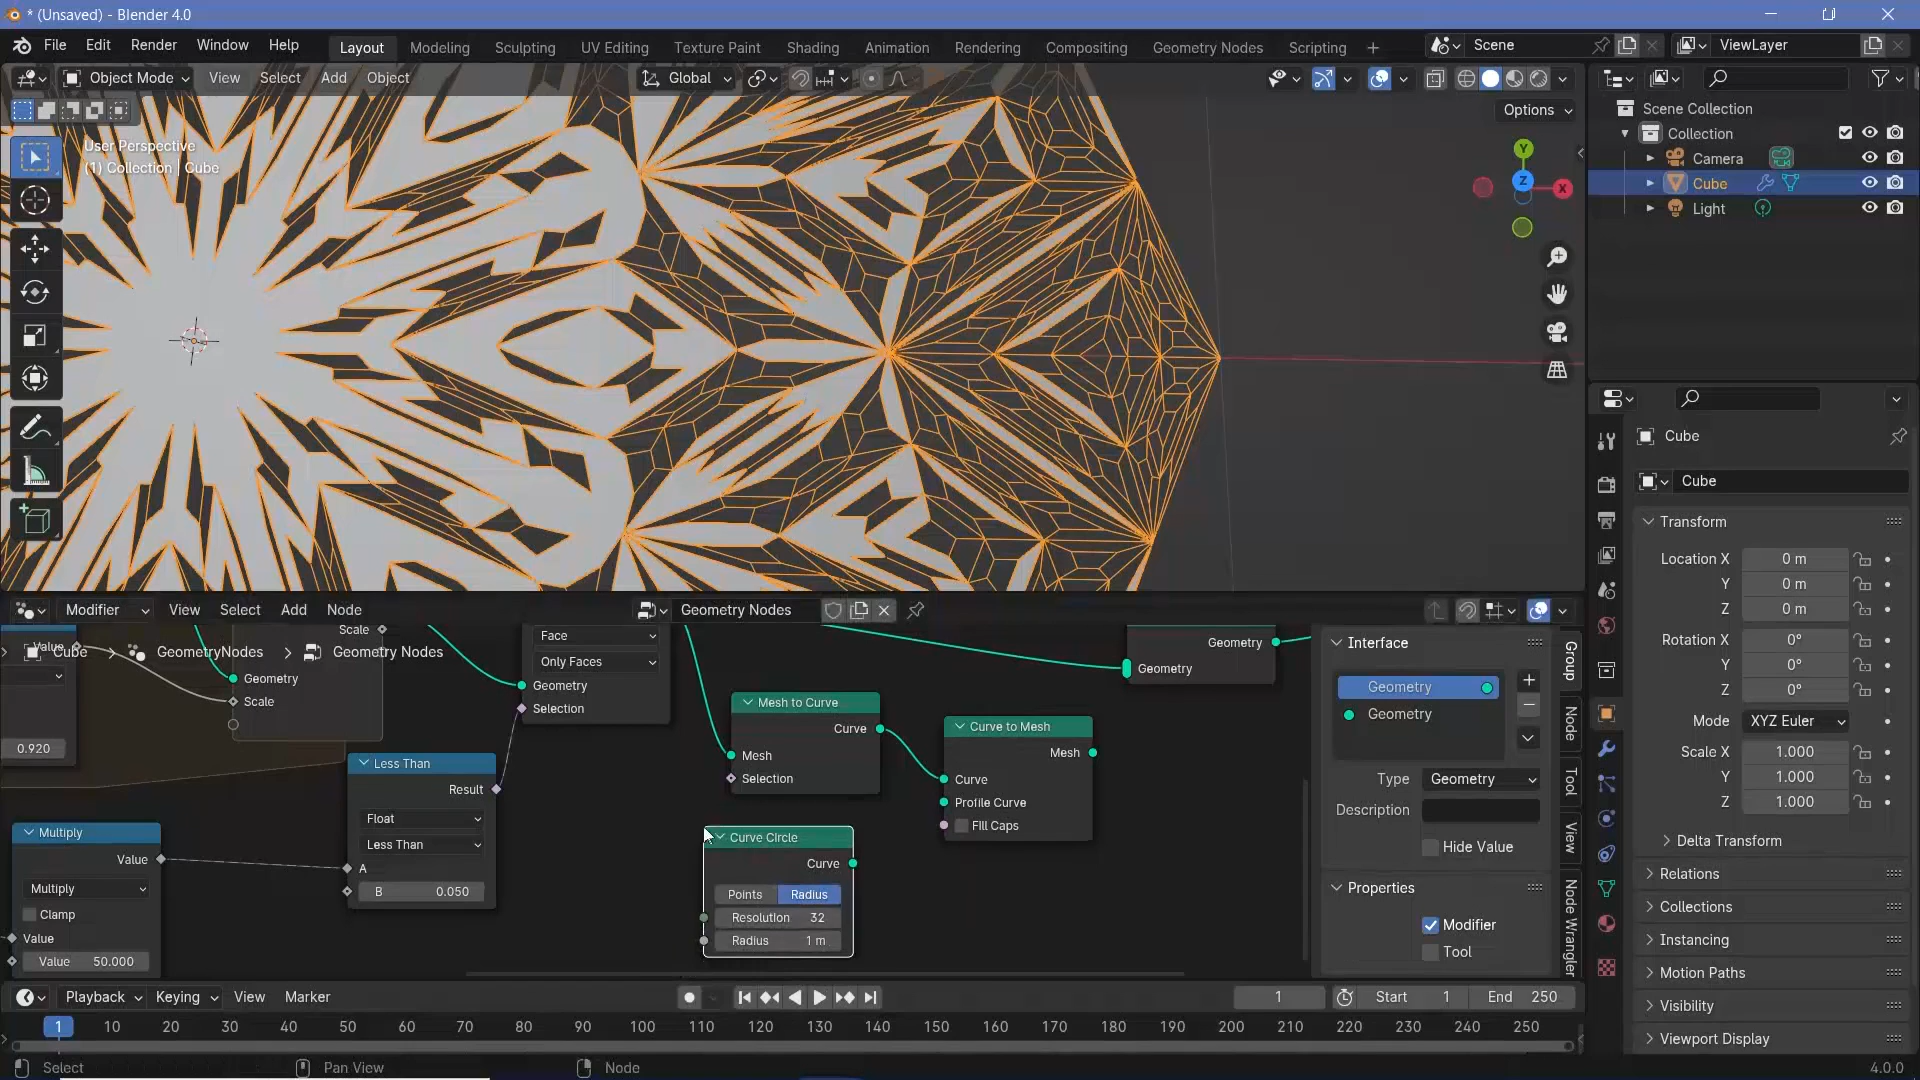 * (Unsaved) - Blender 4.0
File Edit Render Window Help Layout Modeling Sculpting UV Editing Texture Paint Shading Animation Rendering Compositing Geometry Nodes Scripting + Scene ViewLayer
Object Mode View Select Add Object Global
Options
User Perspective
(1) Collection | Cube
Y
Z
X
Scene Collection
Collection
Camera
Cube
Light
Cube
Cube
Transform
Location X 0 m
Y 0 m
Z 0 m
Rotation X 0°
Y 0°
Z 0°
Mode XYZ Euler
Scale X 1.000
Y 1.000
Z 1.000
Delta Transform
Relations
Collections
Instancing
Motion Paths
Visibility
Viewport Display
Modifier View Select Add Node Geometry Nodes
Value
Cube > GeometryNodes > Geometry Nodes
Scale
Geometry
Scale
0.920
Face
Only Faces
Geometry
Selection
Less Than
Result
Float
Less Than
A
B 0.050
Multiply
Value
Multiply
Clamp
Value
Value 50.000
Mesh to Curve
Curve
Mesh
Selection
Curve Circle
Curve
Points Radius
Resolution 32
Radius 1 m
Curve to Mesh
Mesh
Curve
Profile Curve
Fill Caps
Geometry
Geometry
Interface
Geometry
Geometry
Type Geometry
Description
Hide Value
Properties
Modifier
Tool
Group
Node
Tool
View
Node Wrangler
Playback Keying View Marker 1 Start 1 End 250
1 10 20 30 40 50 60 70 80 90 100 110 120 130 140 150 160 170 180 190 200 210 220 230 240 250
Select Pan View Node 4.0.0